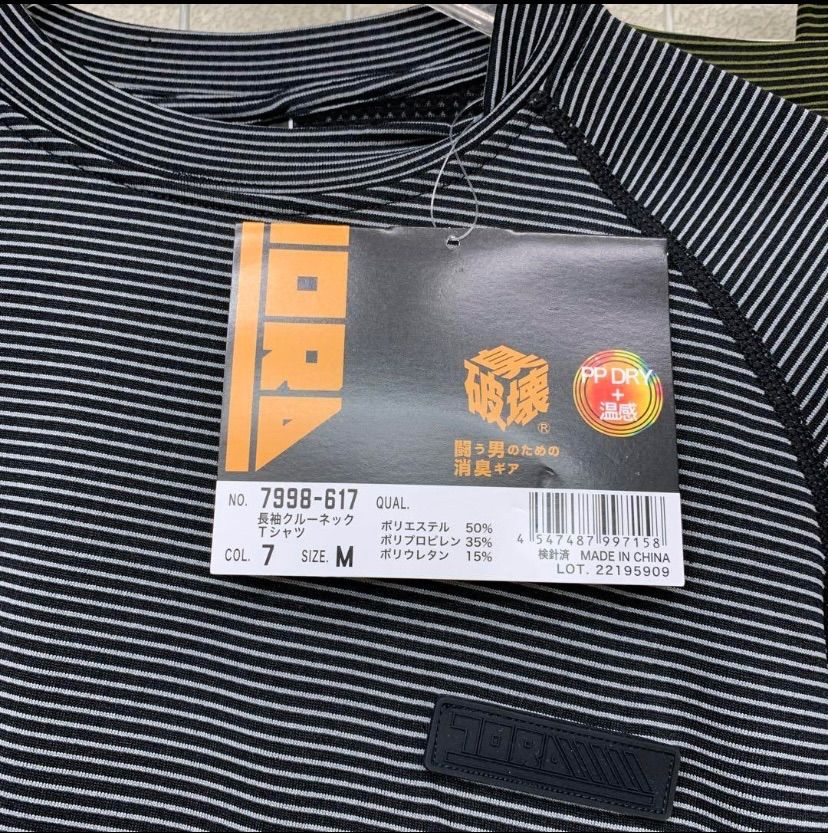 TORA
臭
破壊®
PP DRY
+
温感
闘う男のための
消臭ギア
NO. 7998-617
長袖クルーネック
Tシャツ
COL. 7 SIZE. M
QUAL.
ポリエステル 50%
ポリプロピレン 35%
ポリウレタン 15%
4 547487 997158
検針済 MADE IN CHINA
LOT. 22195909
TORA